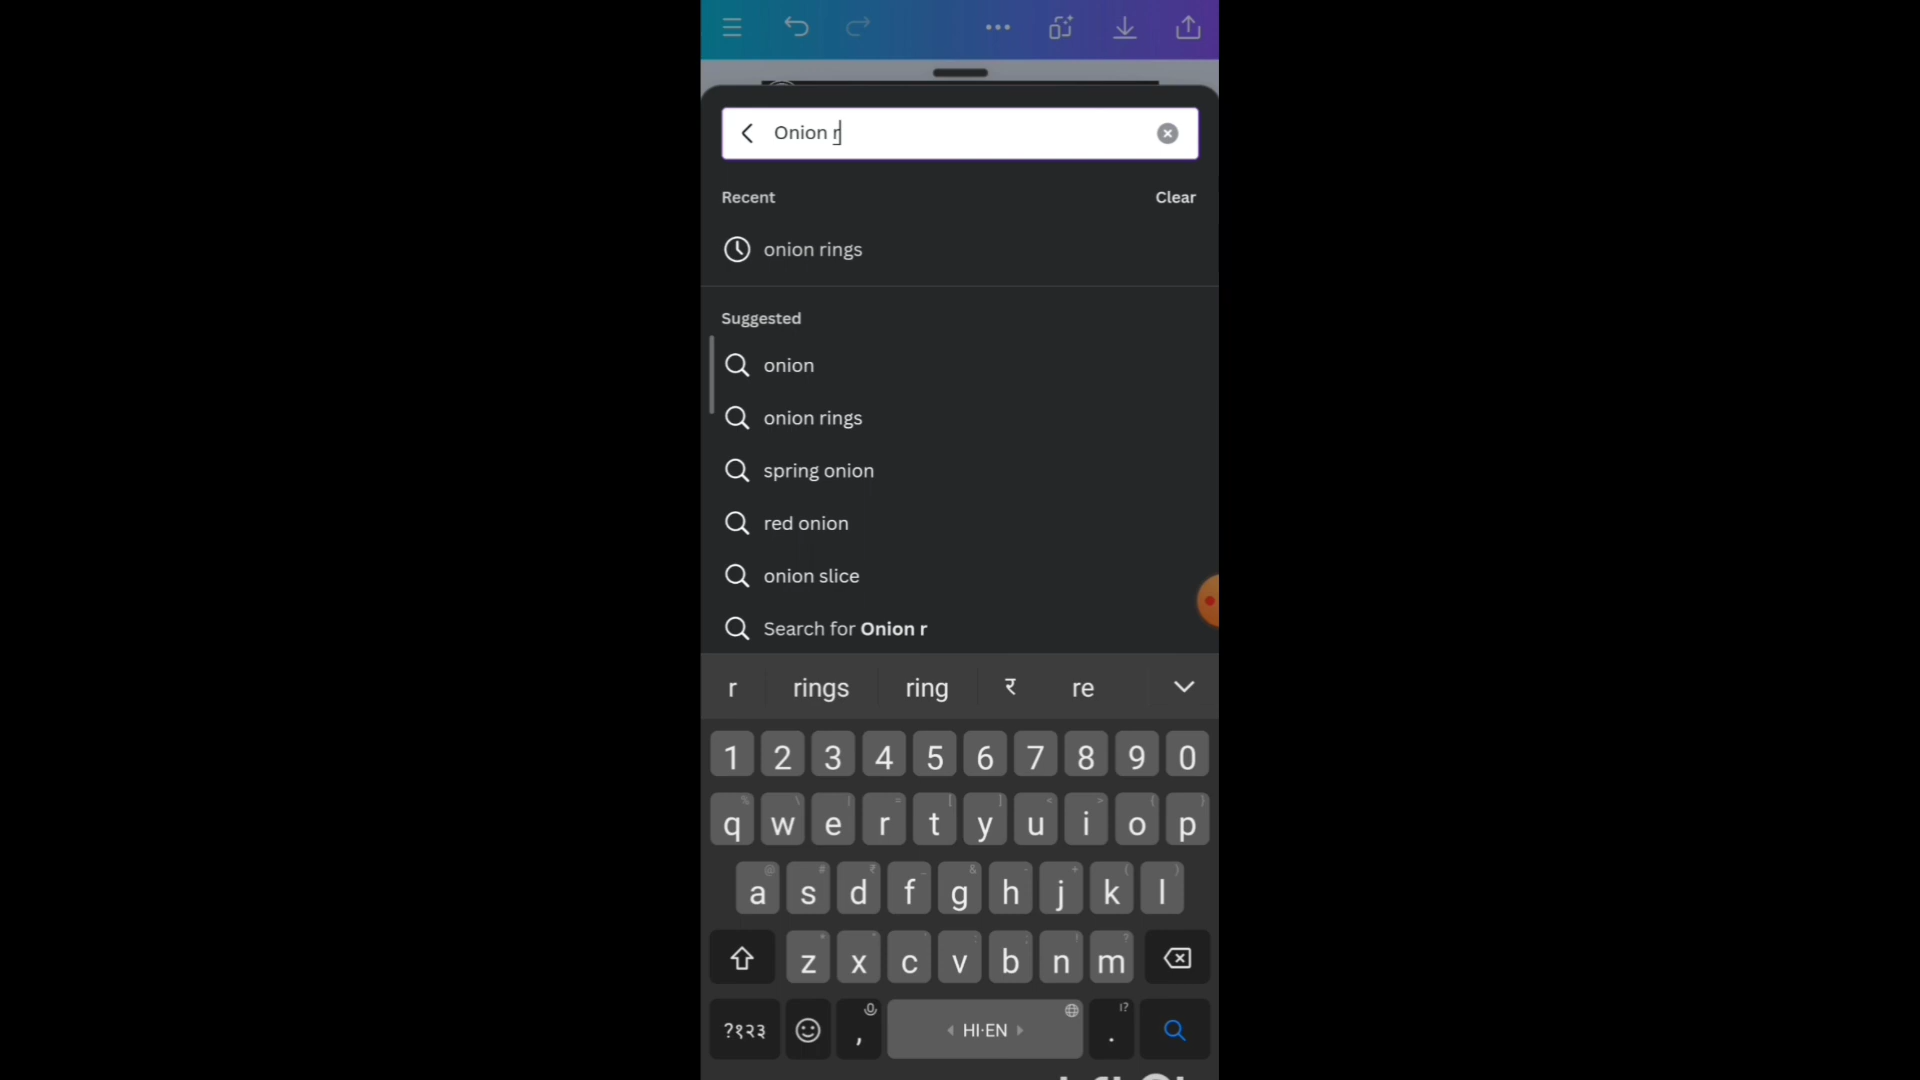 Onion r
Recent
Clear
onion rings
Suggested
onion
onion rings
spring onion
red onion
onion slice
Search for Onion r
r rings ring र re
1 2 3 4 5 6 7 8 9 0
q w e r t y u i o p
a s d f g h j k l
z x c v b n m
?१२३ , HI·EN .